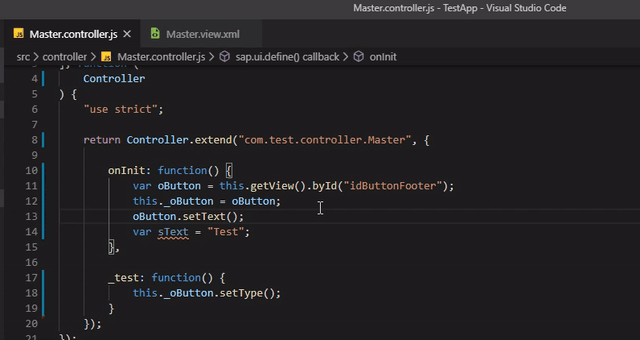 Master.controller.js - TestApp - Visual Studio Code
JS Master.controller.js × Master.view.xml
src > controller > JS Master.controller.js > sap.ui.define() callback > onInit
4 Controller
5 ) {
6 "use strict";
7
8 return Controller.extend("com.test.controller.Master", {
9
10 onInit: function() {
11 var oButton = this.getView().byId("idButtonFooter");
12 this._oButton = oButton;
13 oButton.setText();
14 var sText = "Test";
15 },
16
17 _test: function() {
18 this._oButton.setType();
19 }
20 });
21 });